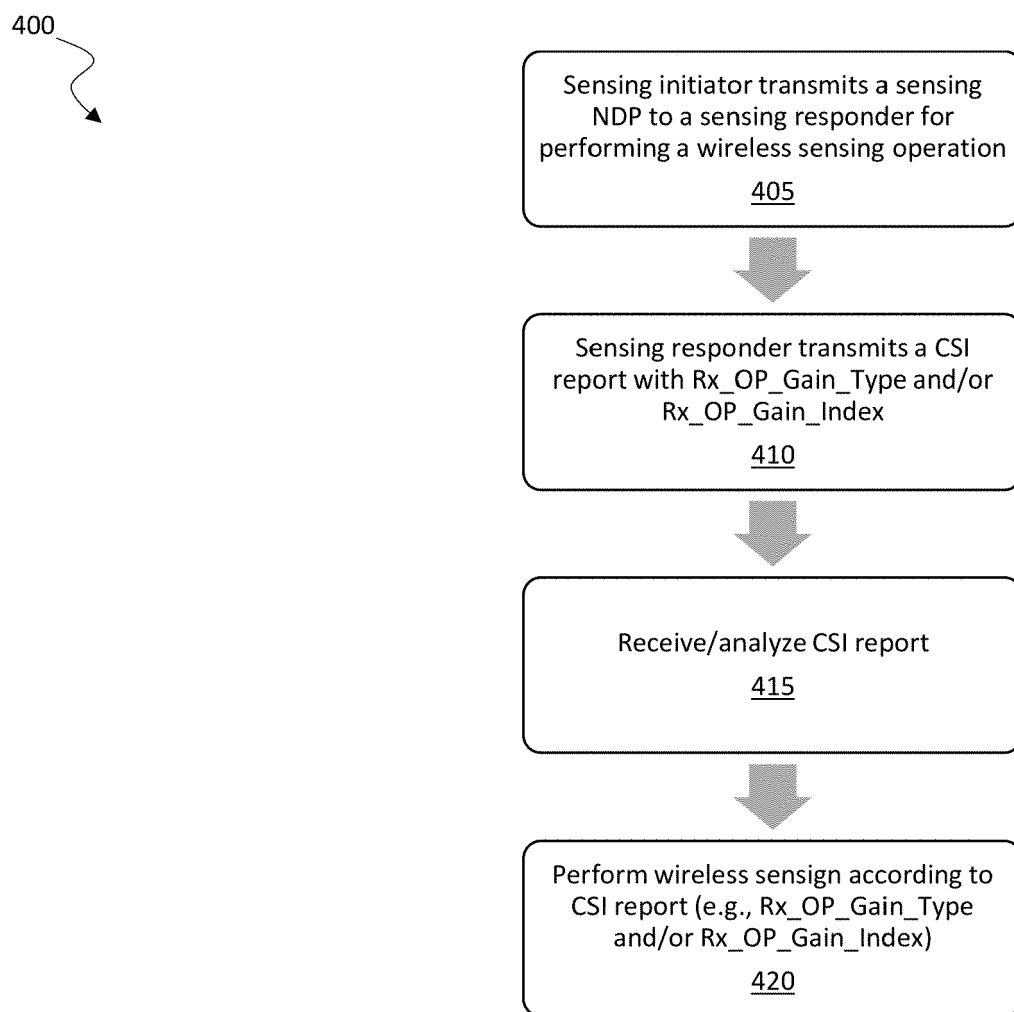 400
Sensing initiator transmits a sensing
NDP to a sensing responder for
performing a wireless sensing operation
405
Sensing responder transmits a CSI
report with Rx_OP_Gain_Type and/or
Rx_OP_Gain_Index
410
Receive/analyze CSI report
415
Perform wireless sensign according to
CSI report (e.g., Rx_OP_Gain_Type
and/or Rx_OP_Gain_Index)
420